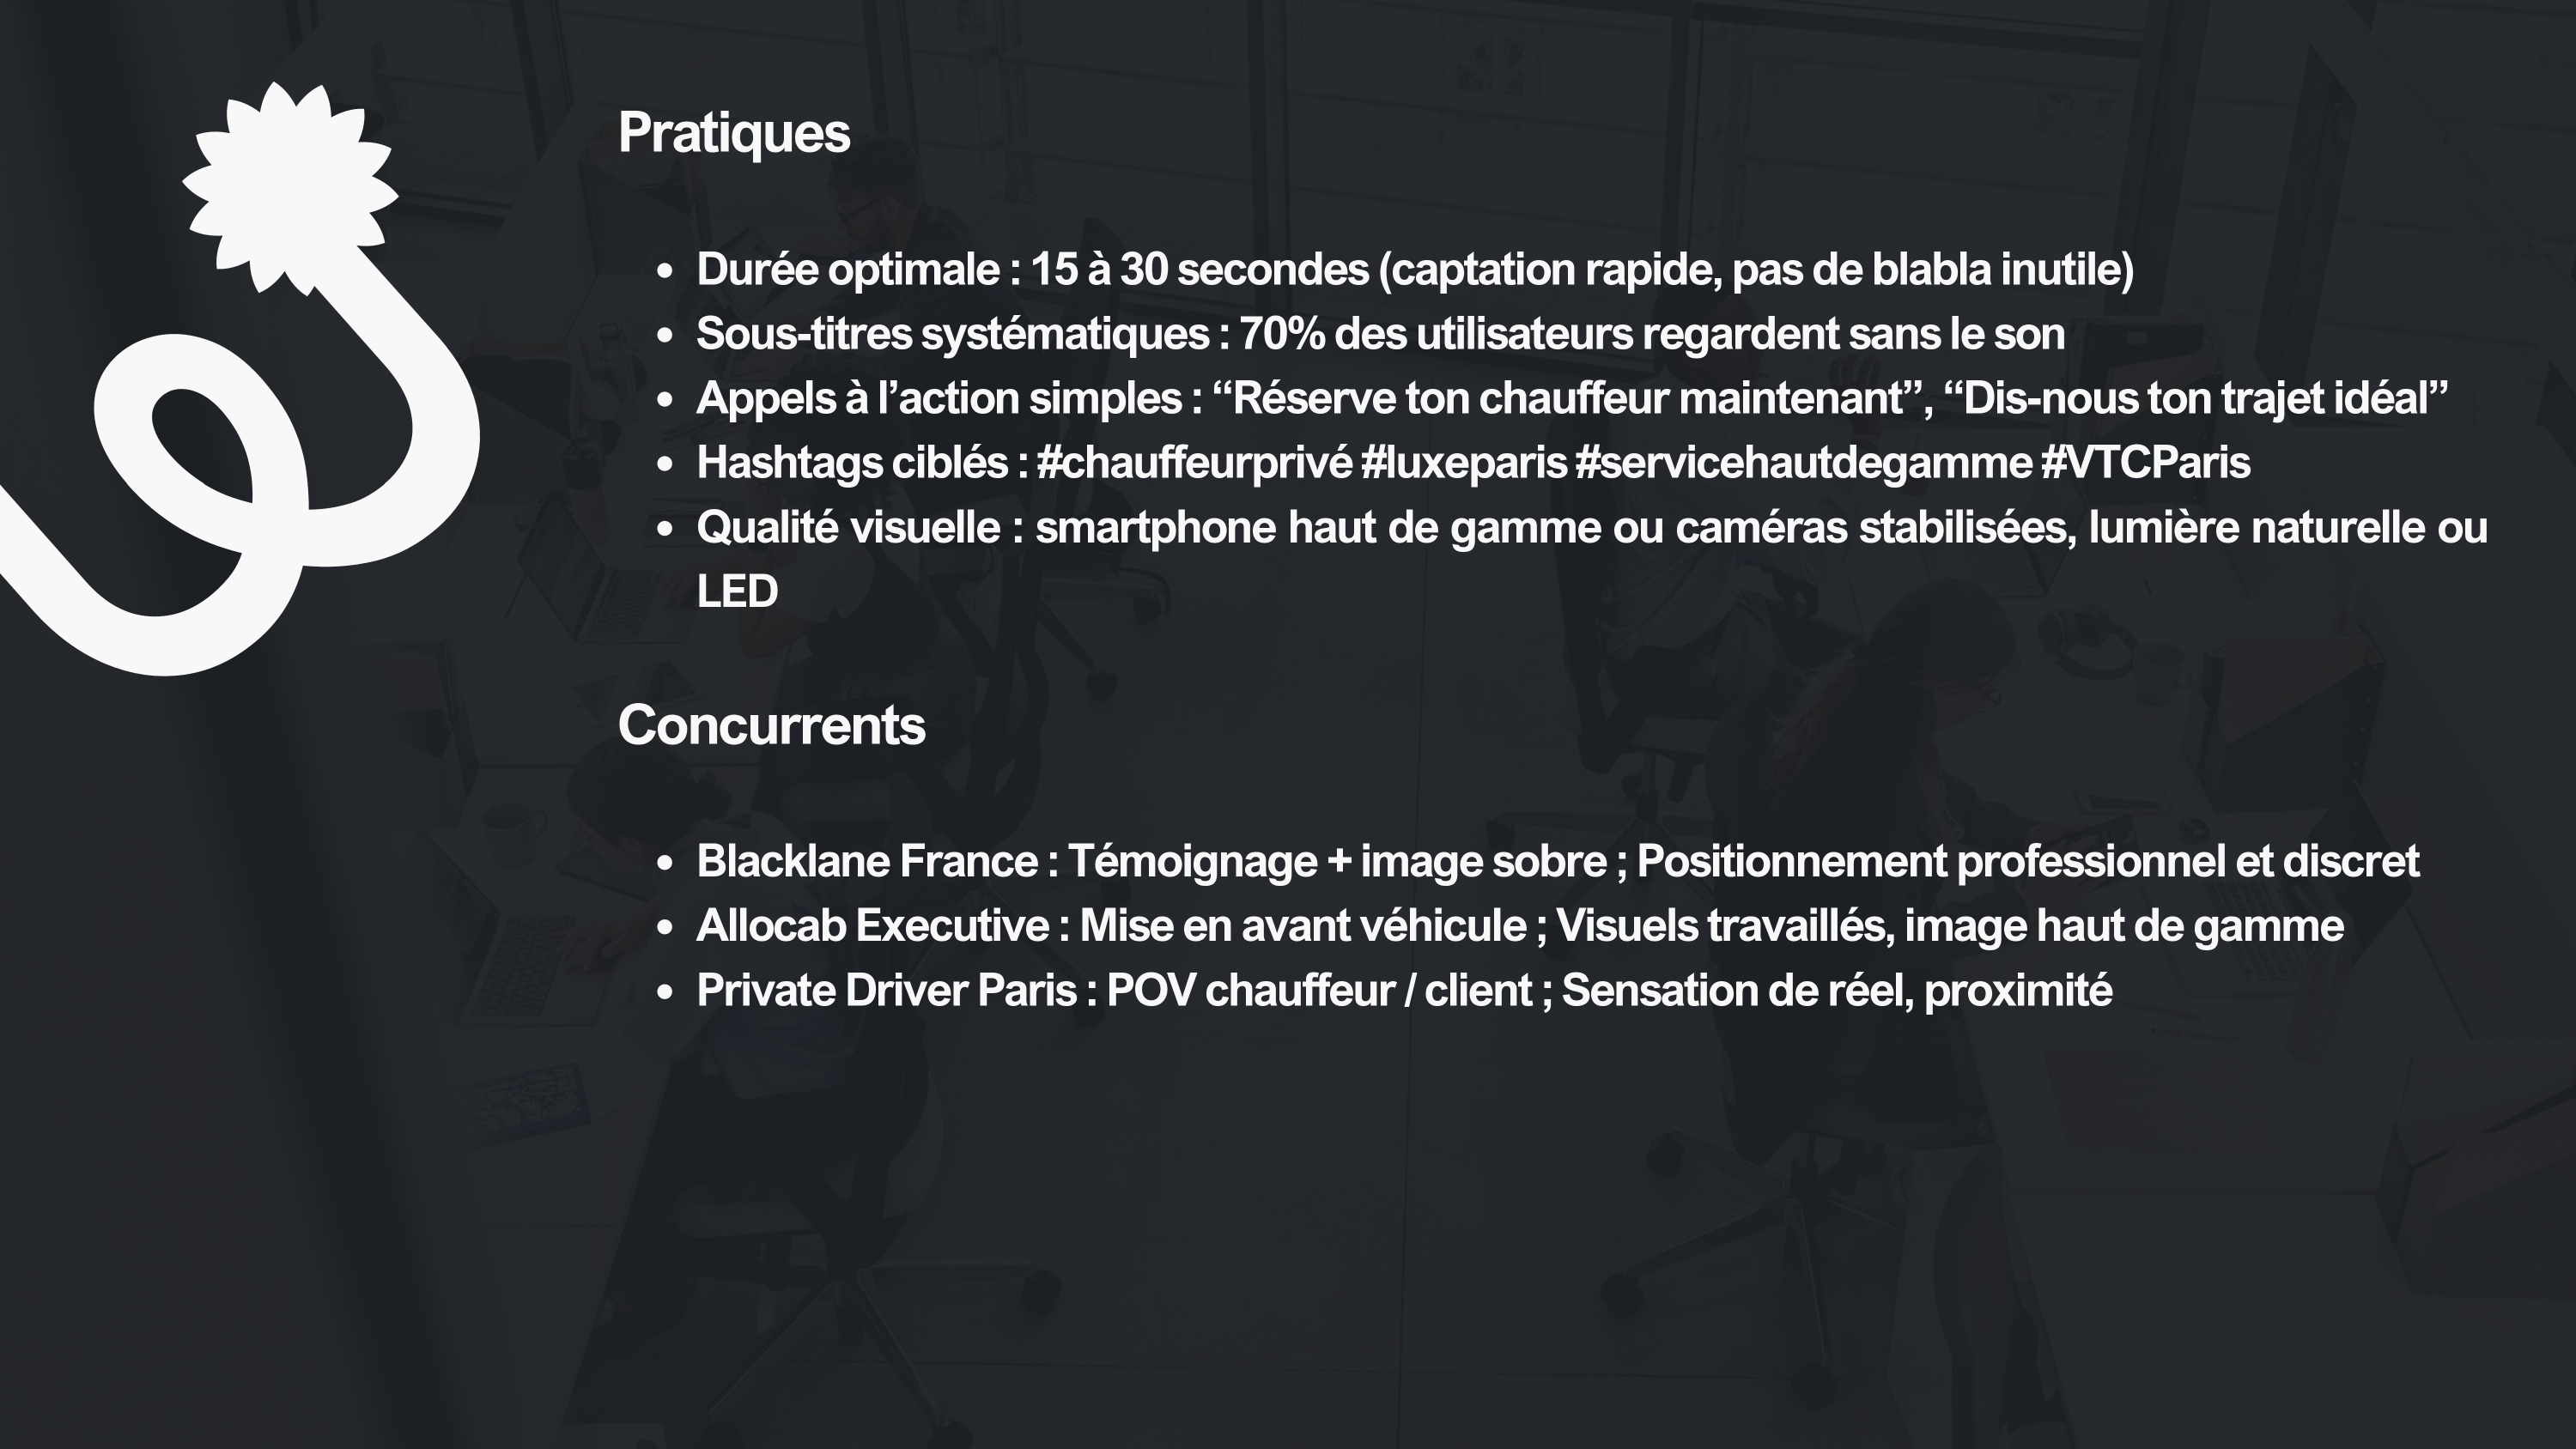 Pratiques
• Durée optimale : 15 à 30 secondes (captation rapide, pas de blabla inutile)
• Sous-titres systématiques : 70% des utilisateurs regardent sans le son
• Appels à l’action simples : “Réserve ton chauffeur maintenant”, “Dis-nous ton trajet idéal”
• Hashtags ciblés : #chauffeurprivé #luxeparis #servicehautdegamme #VTCParis
• Qualité visuelle : smartphone haut de gamme ou caméras stabilisées, lumière naturelle ou
LED
Concurrents
• Blacklane France : Témoignage + image sobre ; Positionnement professionnel et discret
• Allocab Executive : Mise en avant véhicule ; Visuels travaillés, image haut de gamme
• Private Driver Paris : POV chauffeur / client ; Sensation de réel, proximité